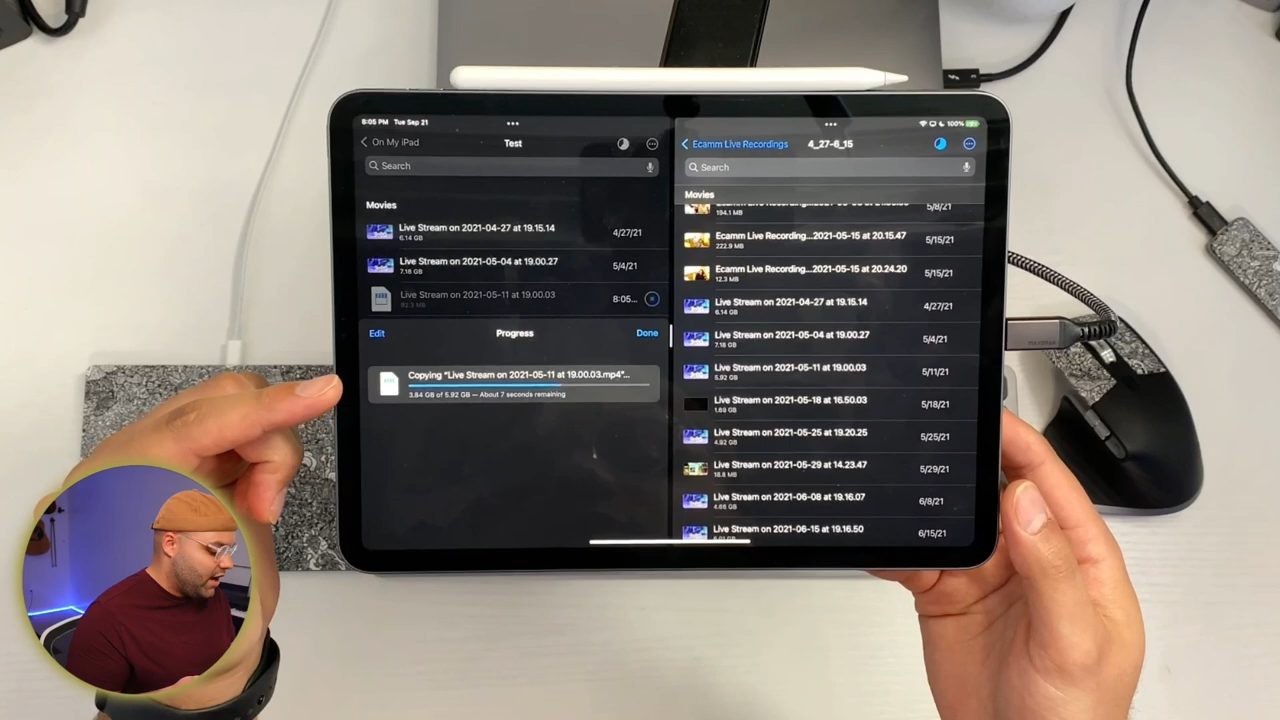 8:05 PM Tue Sep 21
100%
On My iPad
Test
Search
Movies
Live Stream on 2021-04-27 at 19.15.14
4/27/21
6.14 GB
Live Stream on 2021-05-04 at 19.00.27
5/4/21
7.18 GB
Live Stream on 2021-05-11 at 19.00.03
8:05...
92.3 MB
Edit
Progress
Done
Copying “Live Stream on 2021-05-11 at 19.00.03.mp4”...
3.84 GB of 5.92 GB — About 7 seconds remaining
Ecamm Live Recordings
4_27-6_15
Search
Movies
5/8/21
194.1 MB
Ecamm Live Recording...2021-05-15 at 20.15.47
5/15/21
222.9 MB
Ecamm Live Recording...2021-05-15 at 20.24.20
5/15/21
12.3 MB
Live Stream on 2021-04-27 at 19.15.14
4/27/21
6.14 GB
Live Stream on 2021-05-04 at 19.00.27
5/4/21
7.18 GB
Live Stream on 2021-05-11 at 19.00.03
5/11/21
5.92 GB
Live Stream on 2021-05-18 at 16.50.03
5/18/21
1.69 GB
Live Stream on 2021-05-25 at 19.20.25
5/25/21
4.92 GB
Live Stream on 2021-05-29 at 14.23.47
5/29/21
18.8 MB
Live Stream on 2021-06-08 at 19.16.07
6/8/21
4.66 GB
Live Stream on 2021-06-15 at 19.16.50
6/15/21